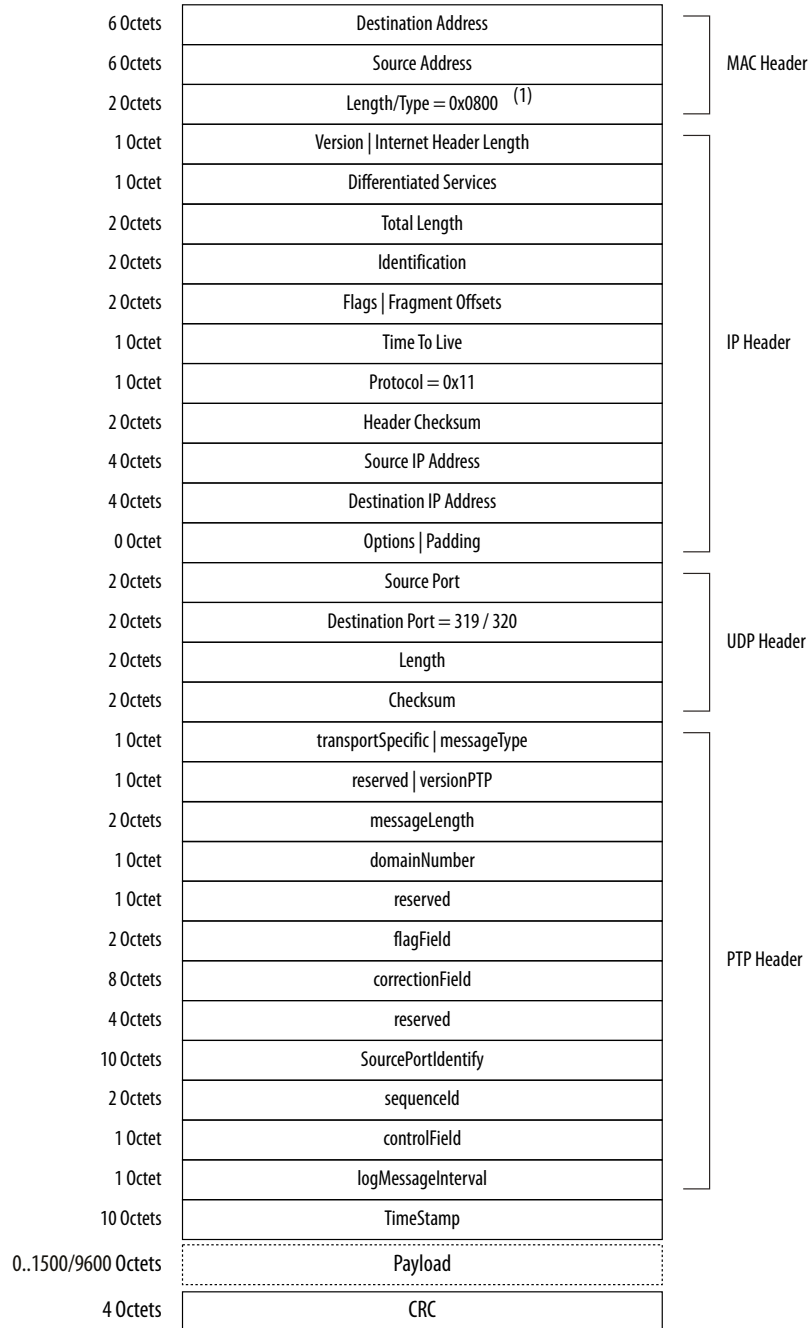 6 Octets Destination Address
6 Octets Source Address MAC Header
2 Octets Length/Type = 0x0800 (1)
1 Octet Version | Internet Header Length
1 Octet Differentiated Services
2 Octets Total Length
2 Octets Identification
2 Octets Flags | Fragment Offsets
1 Octet Time To Live IP Header
1 Octet Protocol = 0x11
2 Octets Header Checksum
4 Octets Source IP Address
4 Octets Destination IP Address
0 Octet Options | Padding
2 Octets Source Port
2 Octets Destination Port = 319 / 320
UDP Header
2 Octets Length
2 Octets Checksum
1 Octet transportSpecific | messageType
1 Octet reserved | versionPTP
2 Octets messageLength
1 Octet domainNumber
1 Octet reserved
2 Octets flagField
PTP Header
8 Octets correctionField
4 Octets reserved
10 Octets SourcePortIdentify
2 Octets sequenceId
1 Octet controlField
1 Octet logMessageInterval
10 Octets TimeStamp
0..1500/9600 Octets Payload
4 Octets CRC